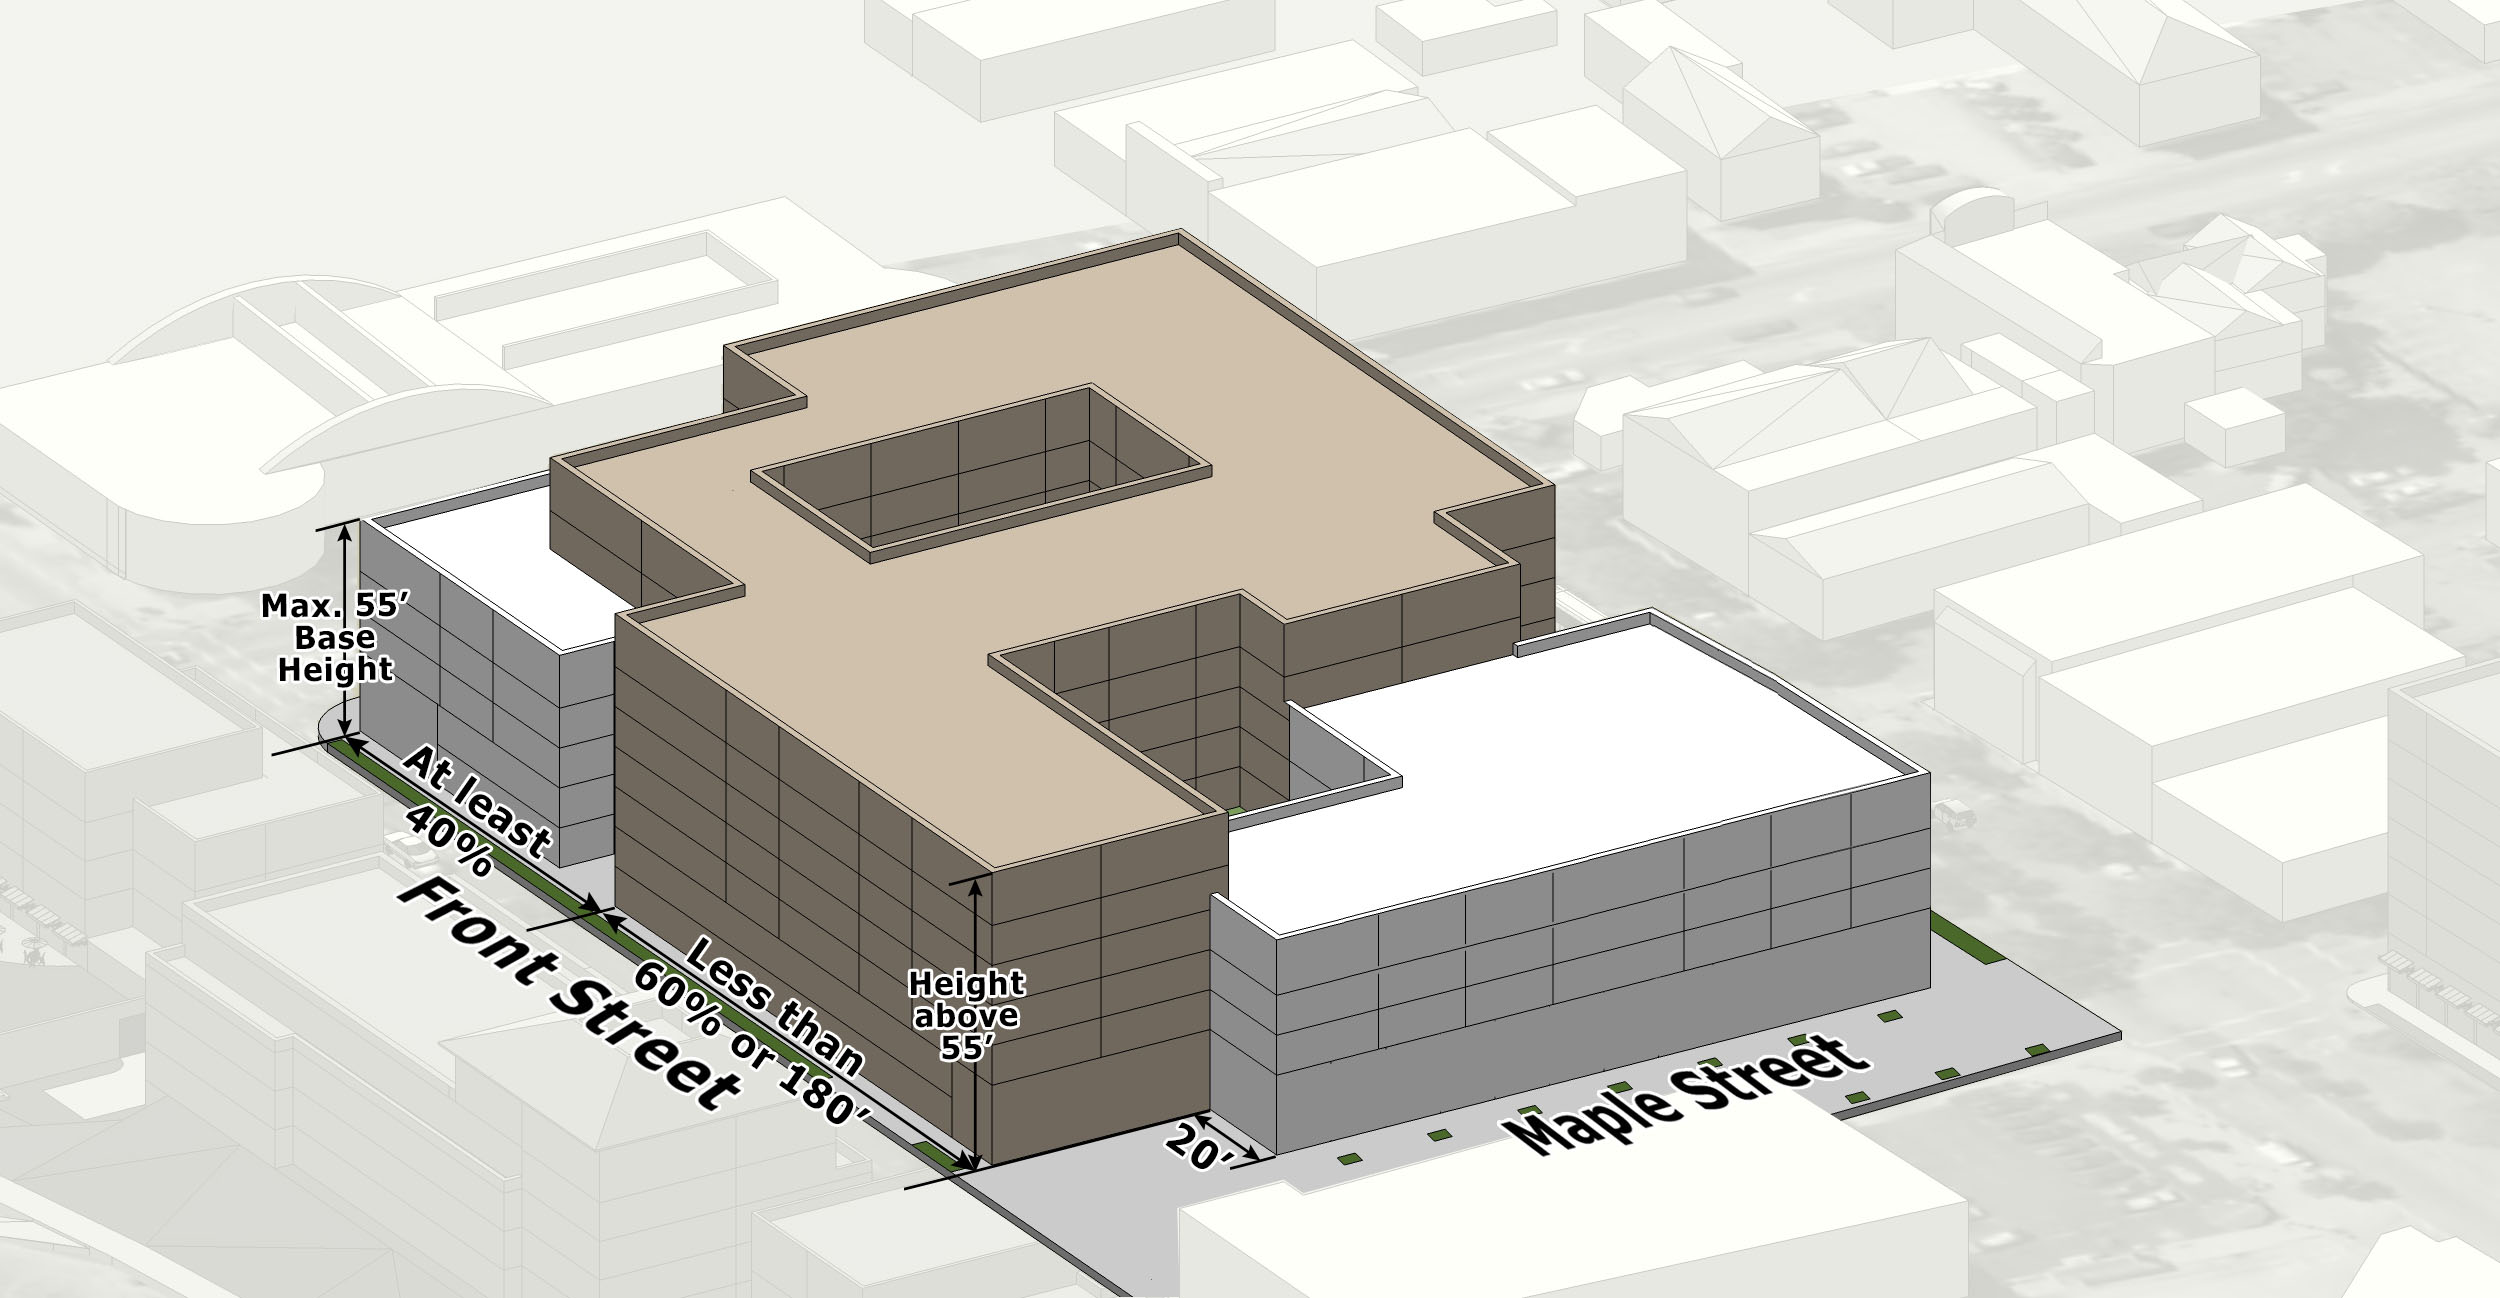 Max. 55’
Base
Height
At least
40%
Front Street
Less than
60% or 180’
Height
above
55’
20’
Maple Street